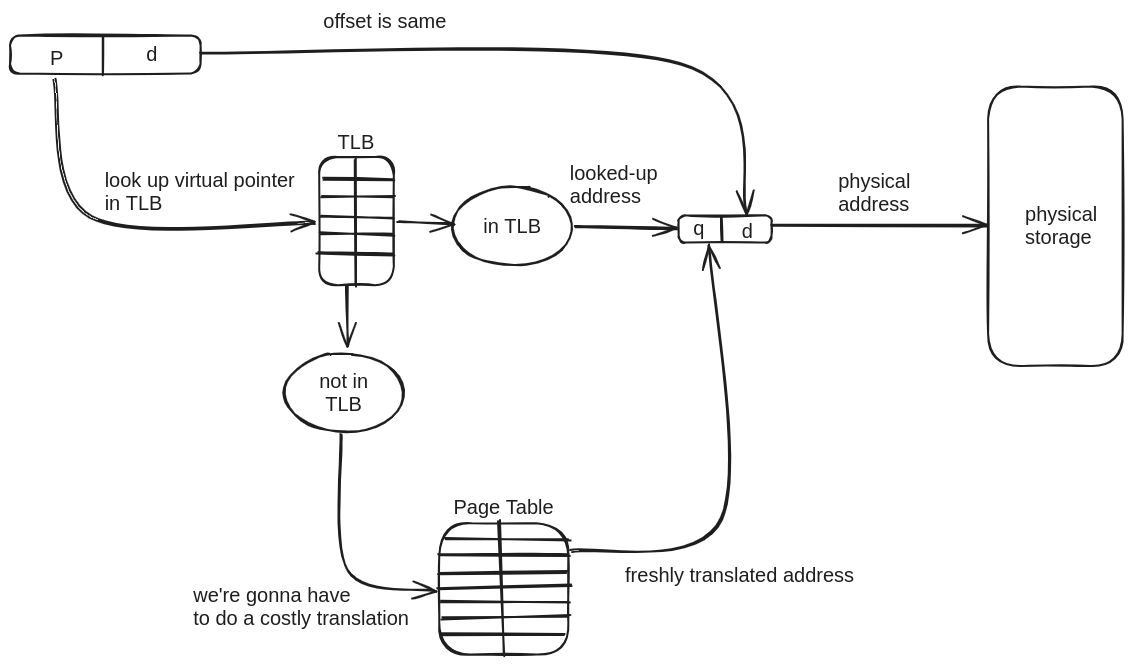 offset is same
P
d
TLB
look up virtual pointer
in TLB
in TLB
looked-up
address
q
d
physical
address
physical
storage
not in
TLB
Page Table
we're gonna have
to do a costly translation
freshly translated address